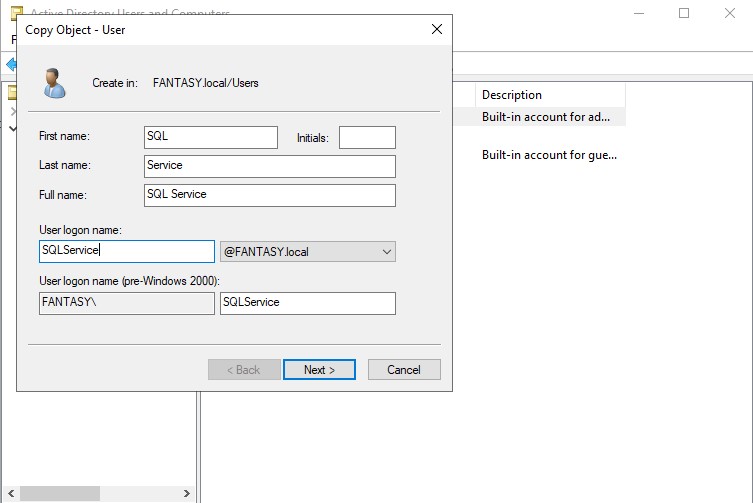 Active Directory Users and Computers
Copy Object - User
F
Create in: FANTASY.local/Users
Description
Built-in account for ad...
First name: SQL Initials:
Built-in account for gue...
Last name: Service
Full name: SQL Service
User logon name:
SQLService @FANTASY.local
User logon name (pre-Windows 2000):
FANTASY\ SQLService
< Back Next > Cancel